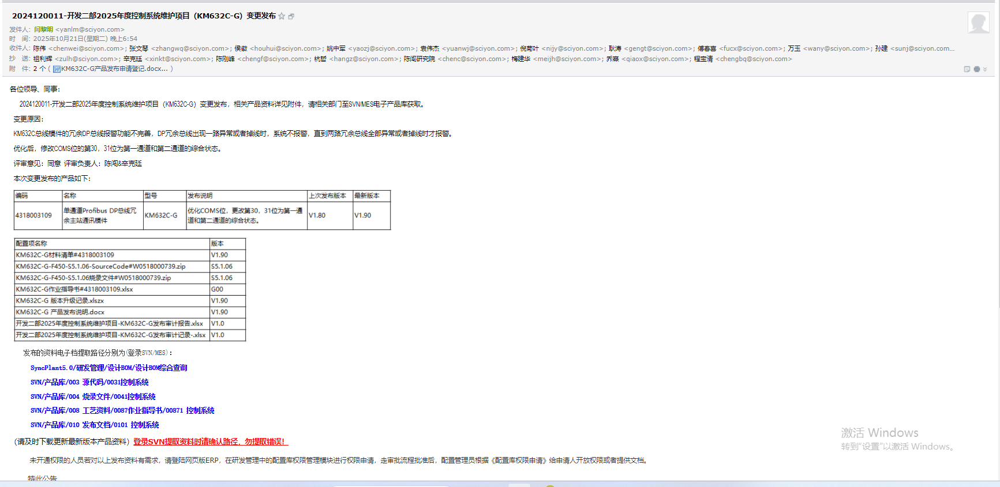 2024120011-开发二部2025年度控制系统维护项目（KM632C-G）变更发布
发件人：闫黎明 <yanlm@sciyon.com>
时　间：2025年10月21日(星期二) 晚上6:54
收件人：陈伟 <chenwei@sciyon.com>; 张文琴 <zhangwq@sciyon.com>; 侯徽 <houhui@sciyon.com>; 姚中军 <yaozj@sciyon.com>; 袁伟杰 <yuanwj@sciyon.com>; 倪菊叶 <nijy@sciyon.com>; 耿涛 <gengt@sciyon.com>; 傅春喜 <fucx@sciyon.com>; 万玉 <wany@sciyon.com>; 孙建 <sunj@sciyon.com...
抄　送：祖利辉 <zulh@sciyon.com>; 辛克廷 <xinkt@sciyon.com>; 陈刚峰 <chengf@sciyon.com>; 杭哲 <hangz@sciyon.com>; 陈闯研究院 <chenc@sciyon.com>; 梅建华 <meijh@sciyon.com>; 乔熹 <qiaox@sciyon.com>; 程宝清 <chengbq@sciyon.com>
附　件：2 个 ( KM632C-G产品发布申请登记.docx... )
各位领导、同事：
2024120011-开发二部2025年度控制系统维护项目（KM632C-G）变更发布，相关产品资料详见附件，请相关部门至SVN/MES电子产品库获取。
变更原因：
KM632C总线模件的冗余DP总线报警功能不完善，DP冗余总线出现一路异常或者掉线时，系统不报警，直到两路冗余总线全部异常或者掉线时才报警。
优化后，修改COMS位的第30，31位为第一通道和第二通道的综合状态。
评审意见：同意 评审负责人：陈闯&辛克廷
本次变更发布的产品如下：
编码 名称 型号 发布说明 上次发布版本 最新版本
4318003109 单通道Profibus DP总线冗余主站通讯模件 KM632C-G 优化COMS位，更改第30，31位为第一通道和第二通道的综合状态。 V1.80 V1.90
配置项名称 版本
KM632C-G材料清单#4318003109 V1.90
KM632C-G-F450-S5.1.06-SourceCode#W0518000739.zip S5.1.06
KM632C-G-F450-S5.1.06烧录文件#W0518000739.zip S5.1.06
KM632C-G作业指导书#4318003109.xlsx G00
KM632C-G 版本升级记录.xlszx V1.90
KM632C-G 产品发布说明.docx V1.90
开发二部2025年度控制系统维护项目-KM632C-G发布审计报告.xlsx V1.0
开发二部2025年度控制系统维护项目-KM632C-G发布审计记录-.xlsx V1.0
发布的资料电子档提取路径分别为(登录SVN/MES)：
SyncPlant5.0/研发管理/设计BOM/设计BOM综合查询
SVN/产品库/003 源代码/0031控制系统
SVN/产品库/004 烧录文件/0041控制系统
SVN/产品库/008 工艺资料/0087作业指导书/00871 控制系统
SVN/产品库/010 发布文档/0101 控制系统
(请及时下载更新最新版本产品资料) 登录SVN提取资料时请确认路径，勿提取错误！
未开通权限的人员若对以上发布资料有需求，请登陆网页版ERP，在研发管理中的配置库权限管理模块进行权限申请，走审批流程批准后，配置管理员根据《配置库权限申请》给申请人开放权限或者提供文档。
特此公告
激活 Windows
转到"设置"以激活 Windows。